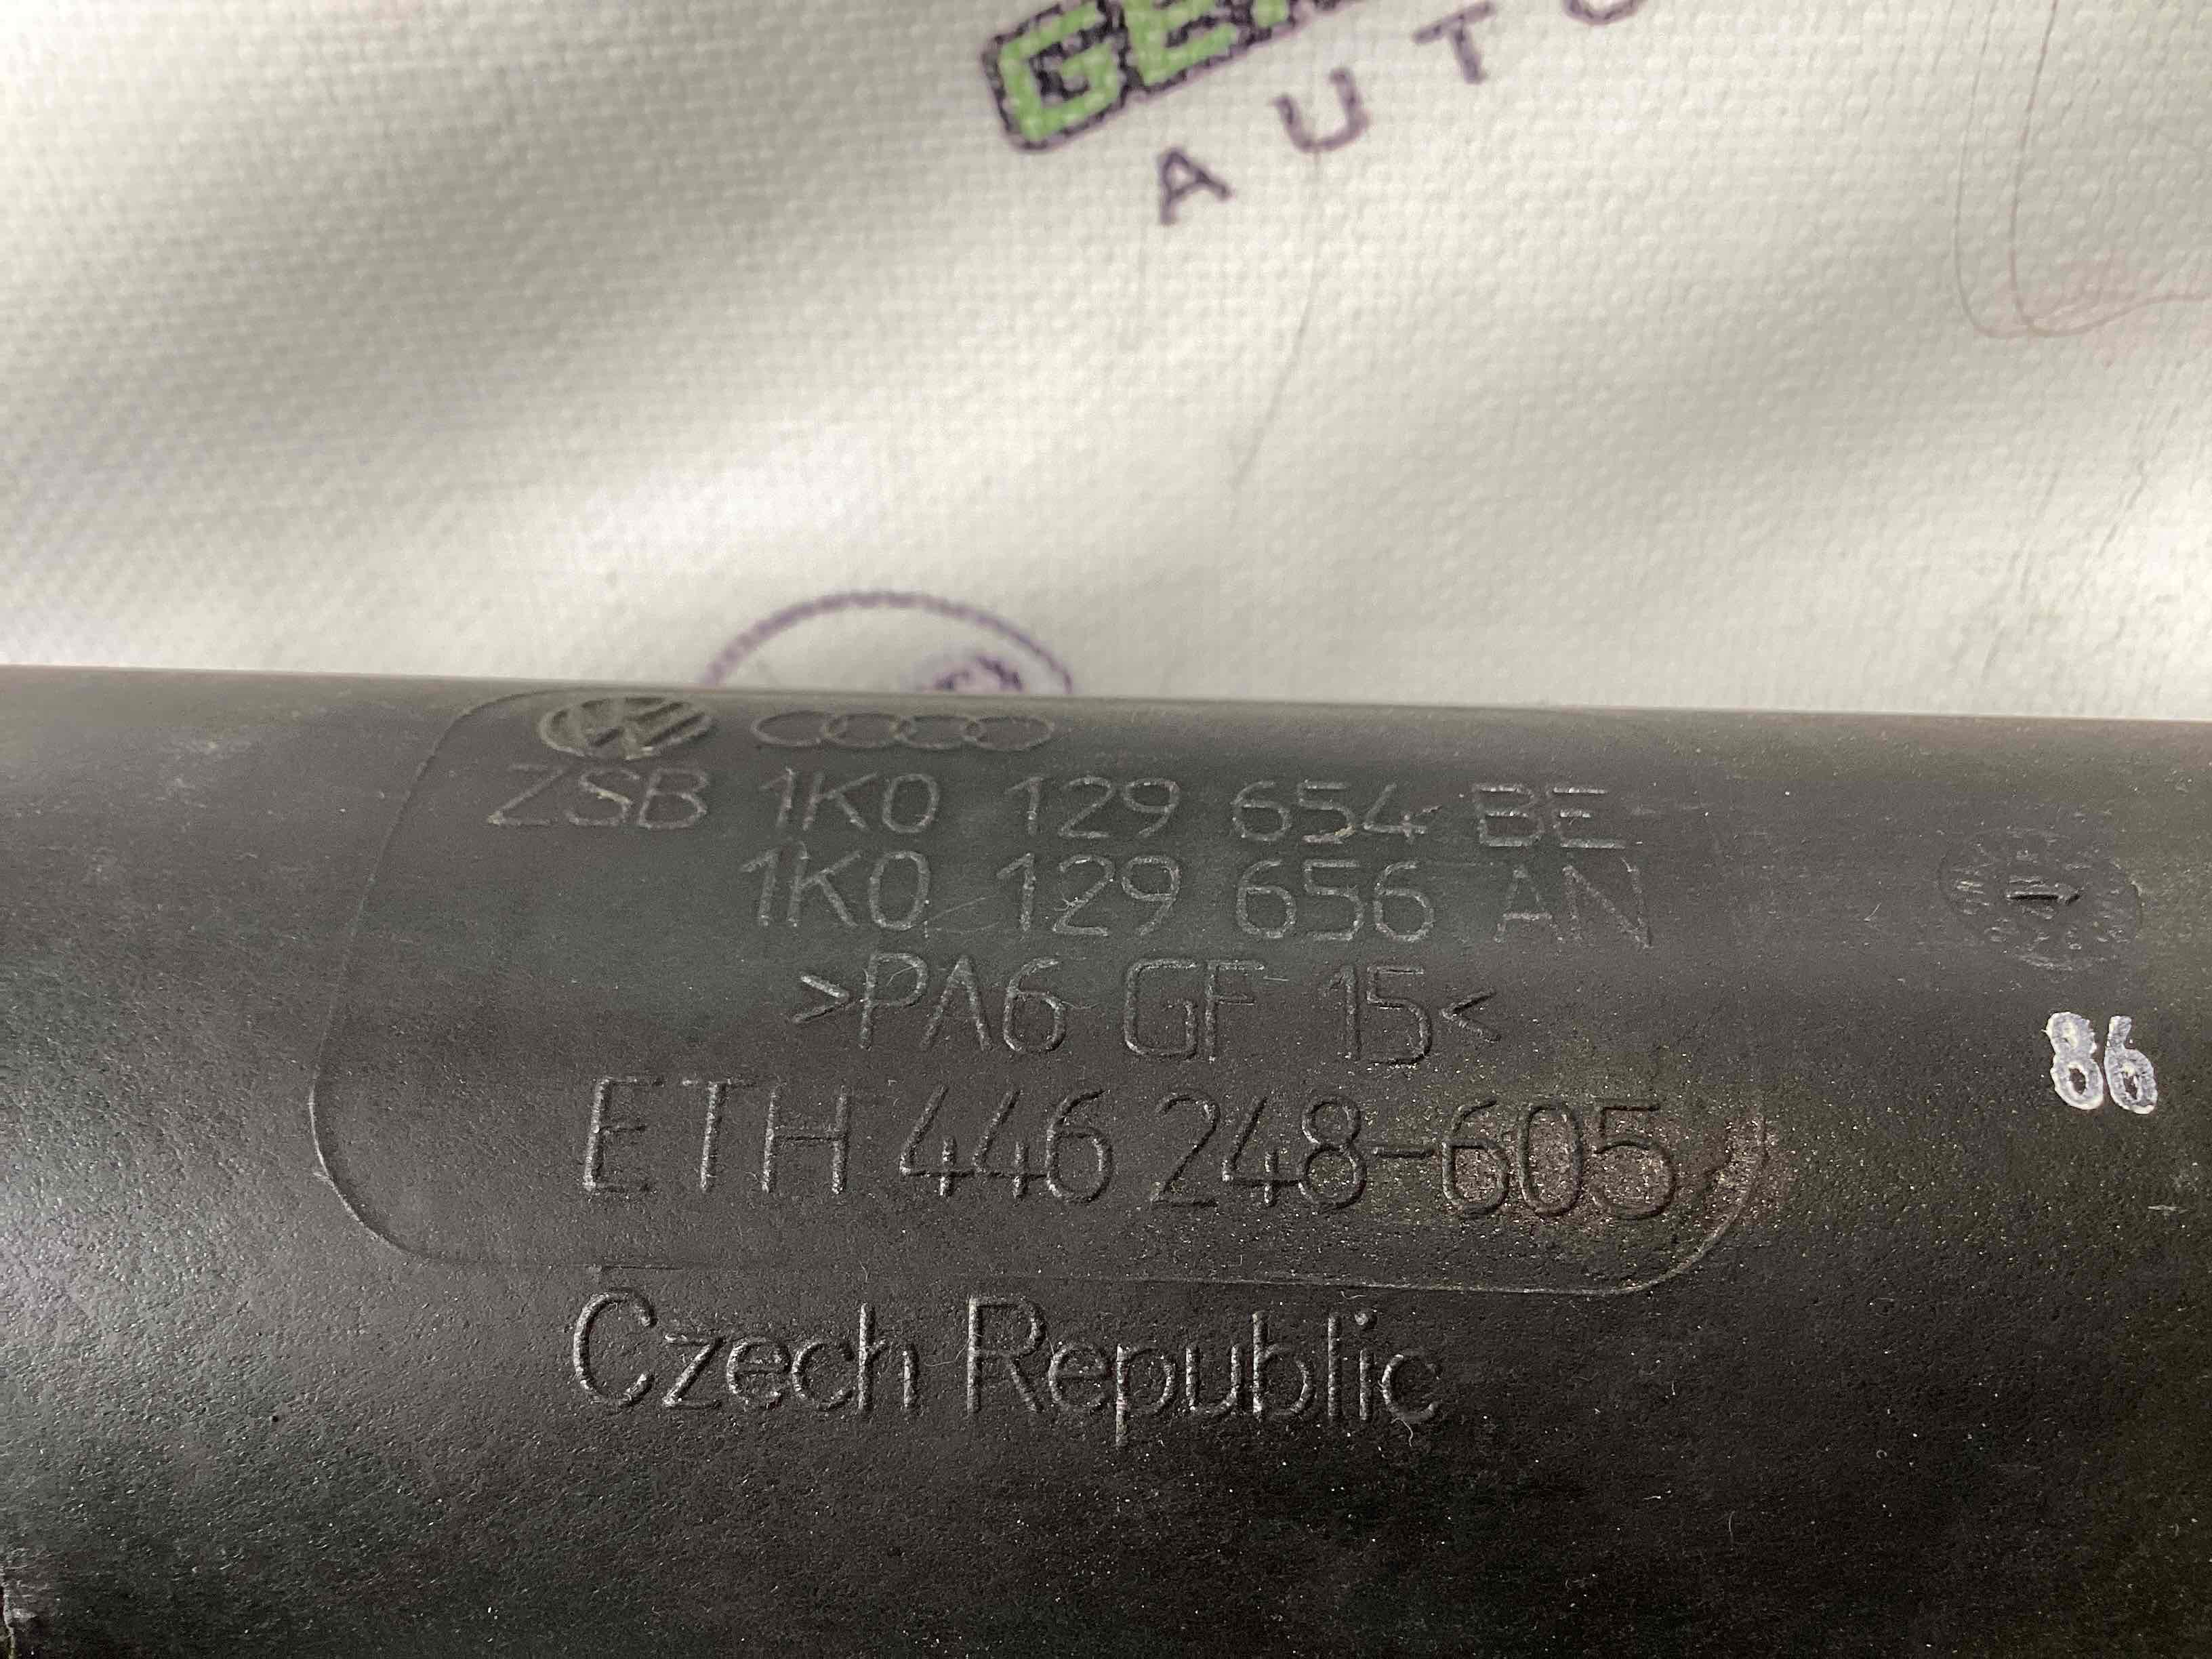 AUTO
ZSB 1K0 129 654 BE
1K0 129 656 AN
>PA6 GF 15<
86
ETH 446 248-605
Czech Republic